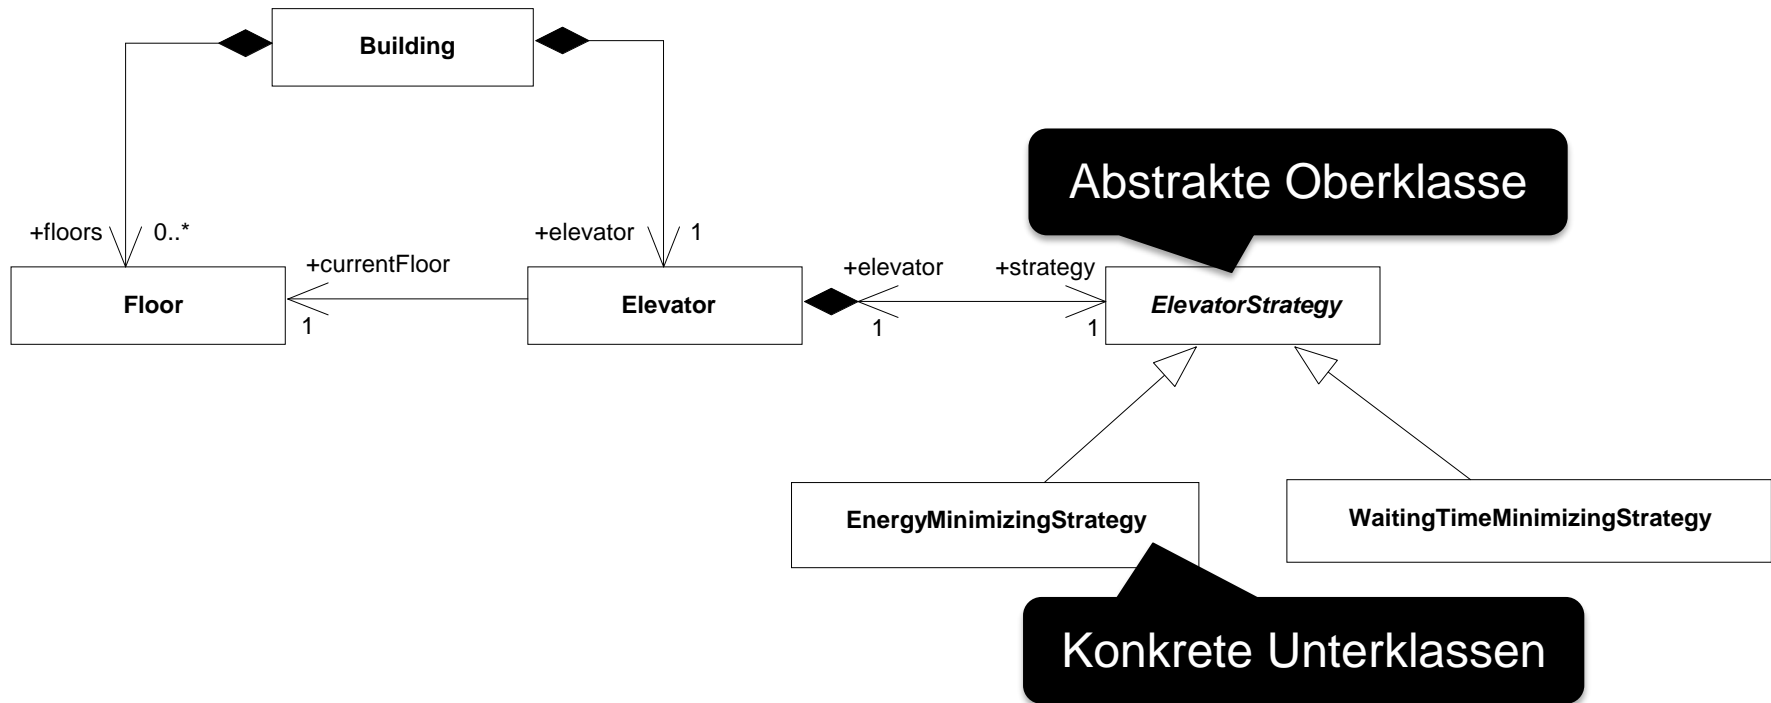 Building
Abstrakte Oberklasse
+floors
0..*
+elevator
1
+currentFloor
+elevator
+strategy
Floor
Elevator
ElevatorStrategy
1
1
1
EnergyMinimizingStrategy
WaitingTimeMinimizingStrategy
Konkrete Unterklassen